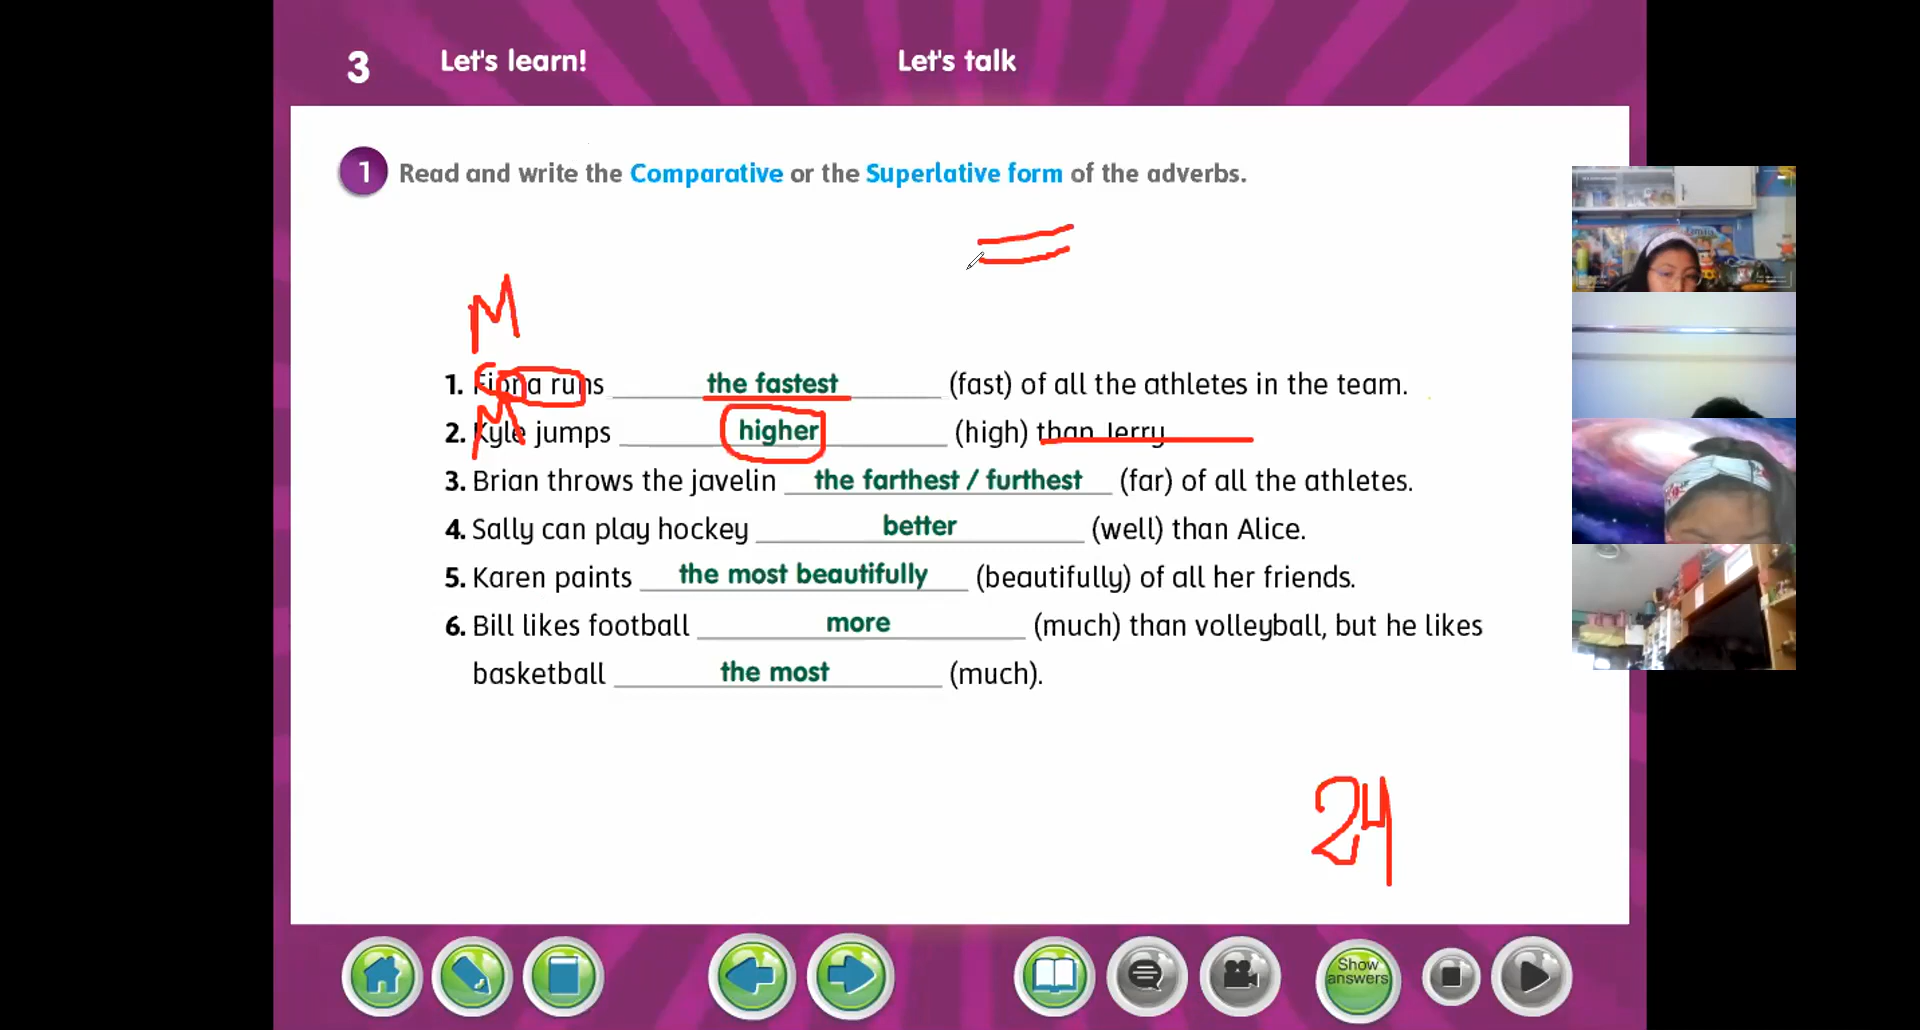 3 Let's learn! Let's talk
1 Read and write the Comparative or the Superlative form of the adverbs.
M
1. Fiona runs the fastest (fast) of all the athletes in the team.
M
2. Kyle jumps higher (high) than Jerry
3. Brian throws the javelin the farthest / furthest (far) of all the athletes.
4. Sally can play hockey better (well) than Alice.
5. Karen paints the most beautifully (beautifully) of all her friends.
6. Bill likes football more (much) than volleyball, but he likes
basketball the most (much).
24
Show
answers